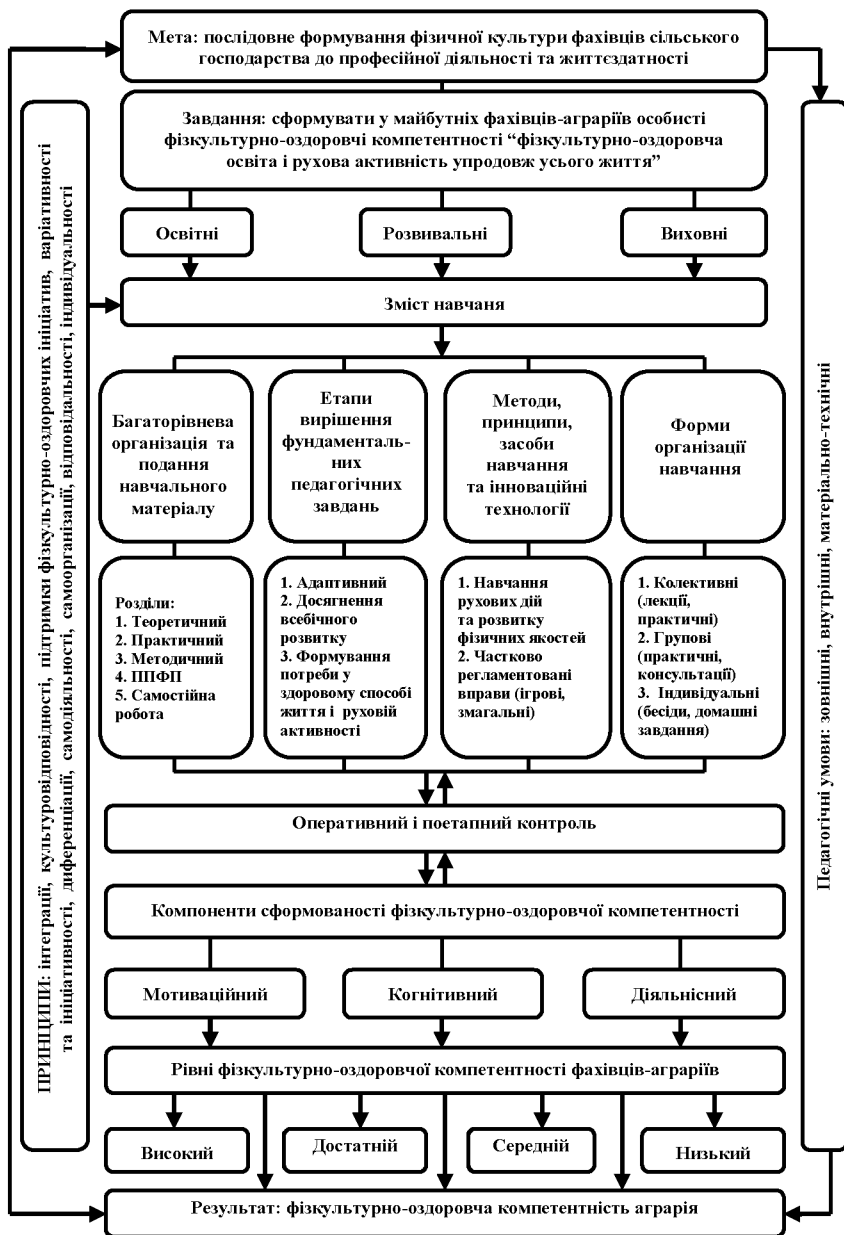 Мета: послідовне формування фізичної культури фахівців сільського
господарства до професійної діяльності та життєздатності
ПРИНЦИПИ: інтеграції, культуровідповідності, підтримки фізкультурно-оздоровчих ініціатив, варіативності
та ініціативності, диференціації, самодіяльності, самоорганізації, відповідальності, індивідуальності
Педагогічні умови: зовнішні, внутрішні, матеріально-технічні
Завдання: сформувати у майбутніх фахівців-аграріїв особисті
фізкультурно-оздоровчі компетентності “фізкультурно-оздоровча
освіта і рухова активність упродовж усього життя”
Освітні
Розвивальні
Виховні
Зміст навчаня
Багаторівнева
організація та
подання
навчального
матеріалу
Етапи
вирішення
фундаменталь-
них
педагогічних
завдань
Методи,
принципи,
засоби
навчання
та інноваційні
технології
Форми
організації
навчання
Розділи:
1. Теоретичний
2. Практичний
3. Методичний
4. ППФП
5. Самостійна
робота
1. Адаптивний
2. Досягнення
всебічного
розвитку
3. Формування
потреби у
здоровому способі
життя і руховій
активності
1. Навчання
рухових дій
та розвитку
фізичних якостей
2. Частково
регламентовані
вправи (ігрові,
змагальні)
1. Колективні
(лекції,
практичні)
2. Групові
(практичні,
консультації)
3. Індивідуальні
(бесіди, домашні
завдання)
Оперативний і поетапний контроль
Компоненти сформованості фізкультурно-оздоровчої компетентності
Мотиваційний
Когнітивний
Діяльнісний
Рівні фізкультурно-оздоровчої компетентності фахівців-аграріїв
Високий
Достатній
Середній
Низький
Результат: фізкультурно-оздоровча компетентність аграрія